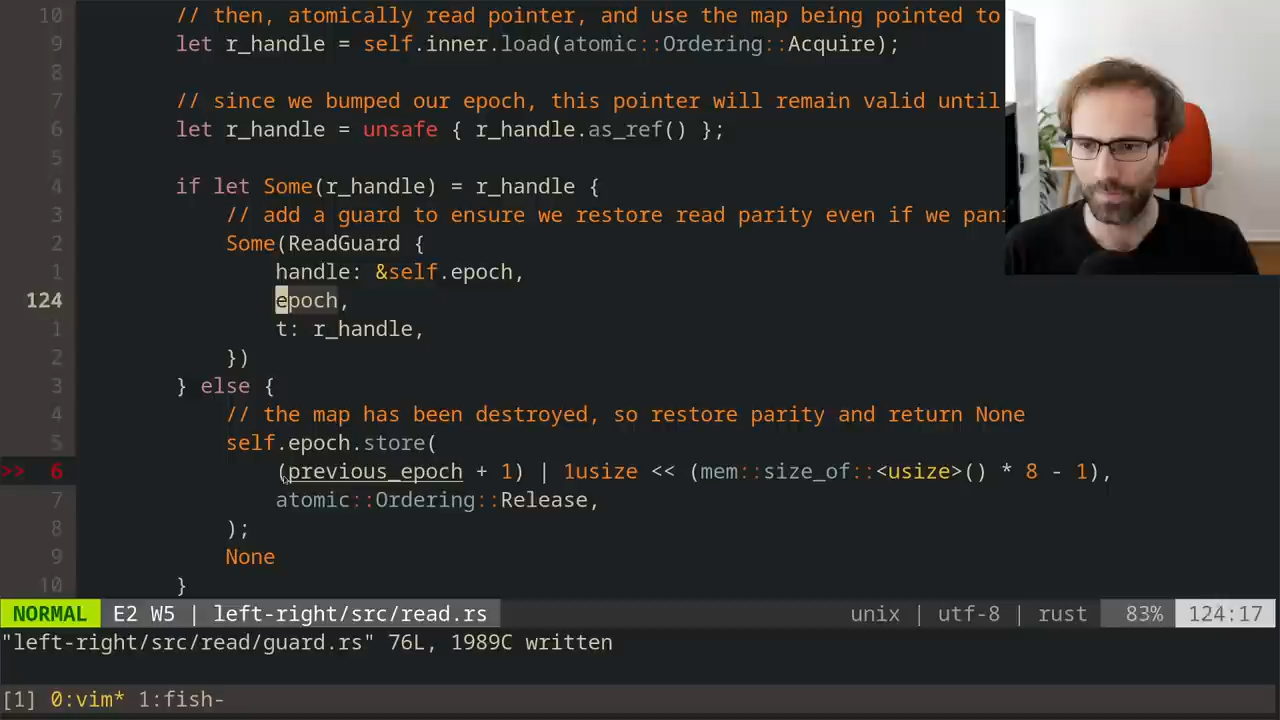 10 // then, atomically read pointer, and use the map being pointed to
9 let r_handle = self.inner.load(atomic::Ordering::Acquire);
8
7 // since we bumped our epoch, this pointer will remain valid until
6 let r_handle = unsafe { r_handle.as_ref() };
5
4 if let Some(r_handle) = r_handle {
3 // add a guard to ensure we restore read parity even if we pani
2 Some(ReadGuard {
1 handle: &self.epoch,
124 epoch,
1 t: r_handle,
2 })
3 } else {
4 // the map has been destroyed, so restore parity and return None
5 self.epoch.store(
>> 6 (previous_epoch + 1) | 1usize << (mem::size_of::<usize>() * 8 - 1),
7 atomic::Ordering::Release,
8 );
9 None
10 }
NORMAL E2 W5 | left-right/src/read.rs unix | utf-8 | rust 83% 124:17
"left-right/src/read/guard.rs" 76L, 1989C written
[1] 0:vim* 1:fish-